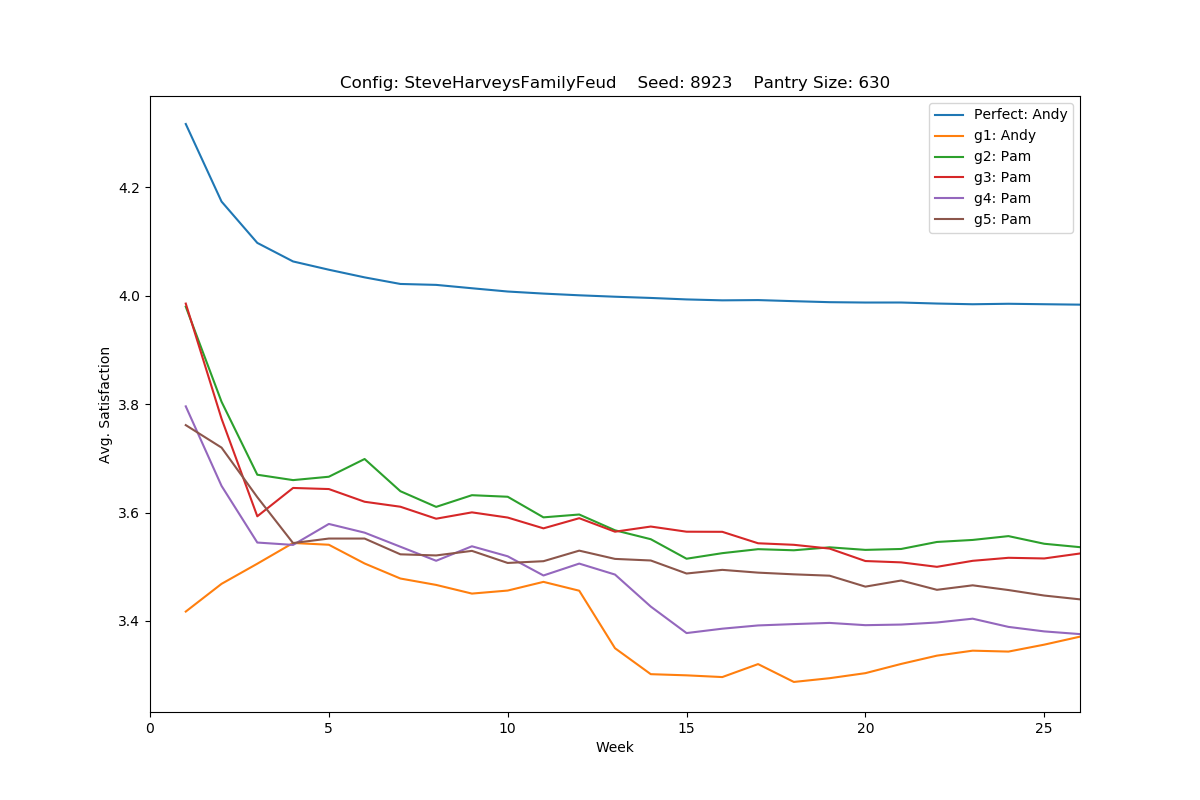 Config: SteveHarveysFamilyFeud    Seed: 8923    Pantry Size: 630
Perfect: Andy
g1: Andy
g2: Pam
g3: Pam
g4: Pam
g5: Pam
Avg. Satisfaction
4.2
4.0
3.8
3.6
3.4
0 5 10 15 20 25
Week